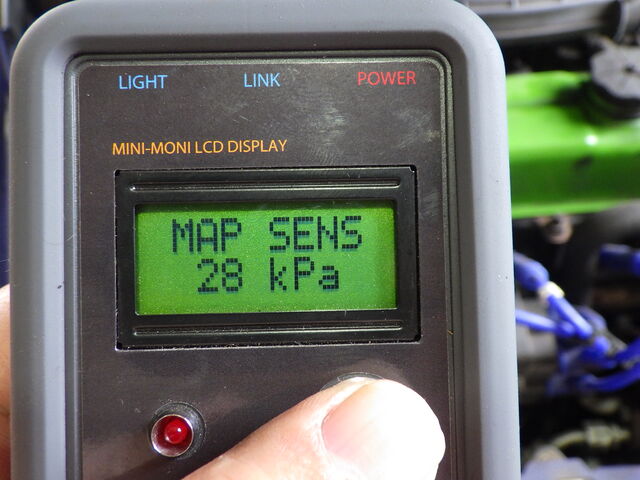 LIGHT LINK POWER
MINI-MONI LCD DISPLAY
MAP SENS
28 kPa